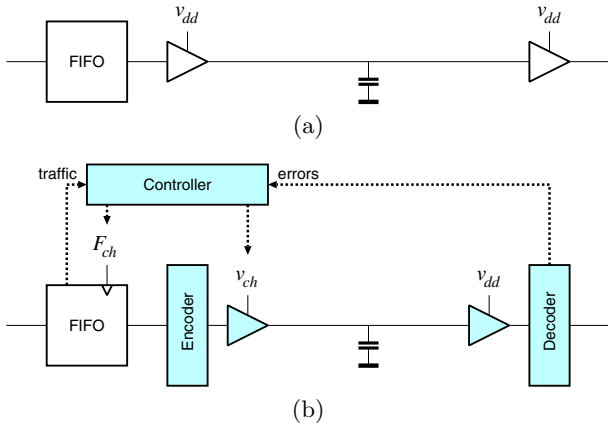 v_dd v_dd
FIFO
(a)
traffic Controller errors
F_ch
v_ch v_dd
FIFO Encoder Decoder
(b)